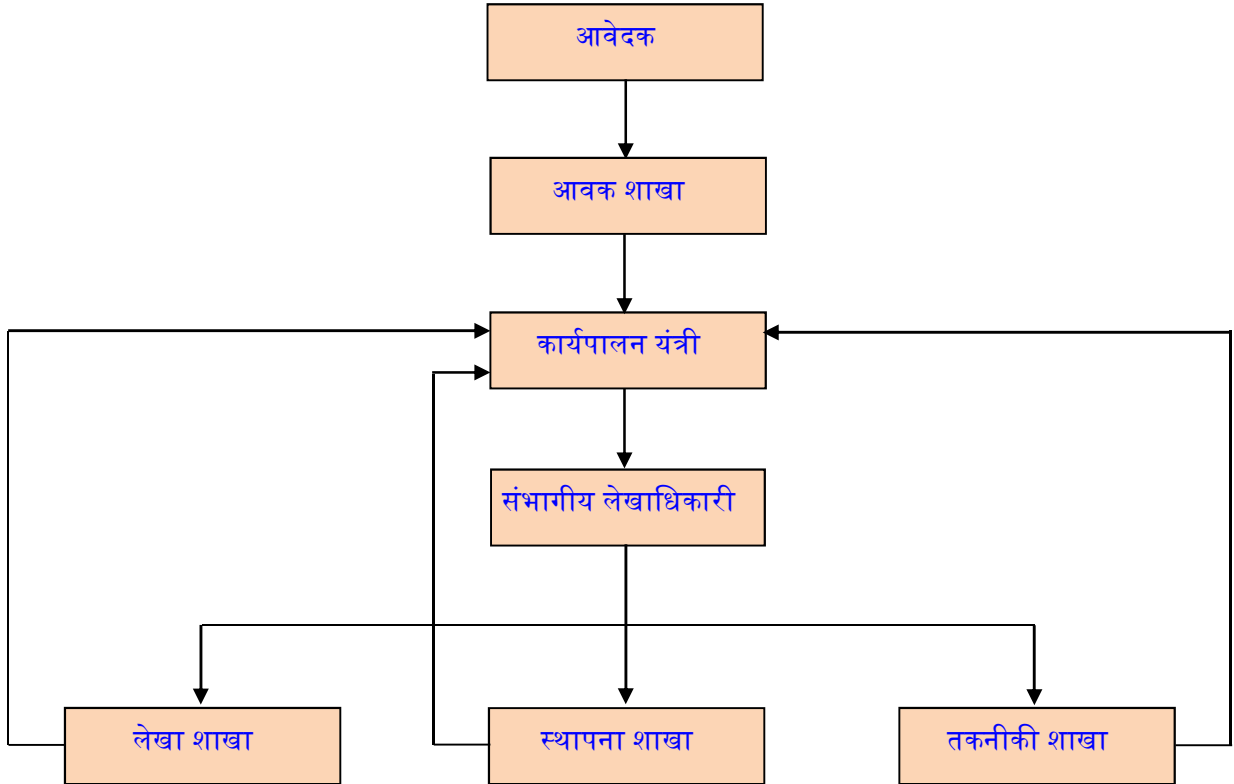 आवेदक
आवक शाखा
कार्यपालन यंत्री
संभागीय लेखाधिकारी
लेखा शाखा
स्थापना शाखा
तकनीकी शाखा